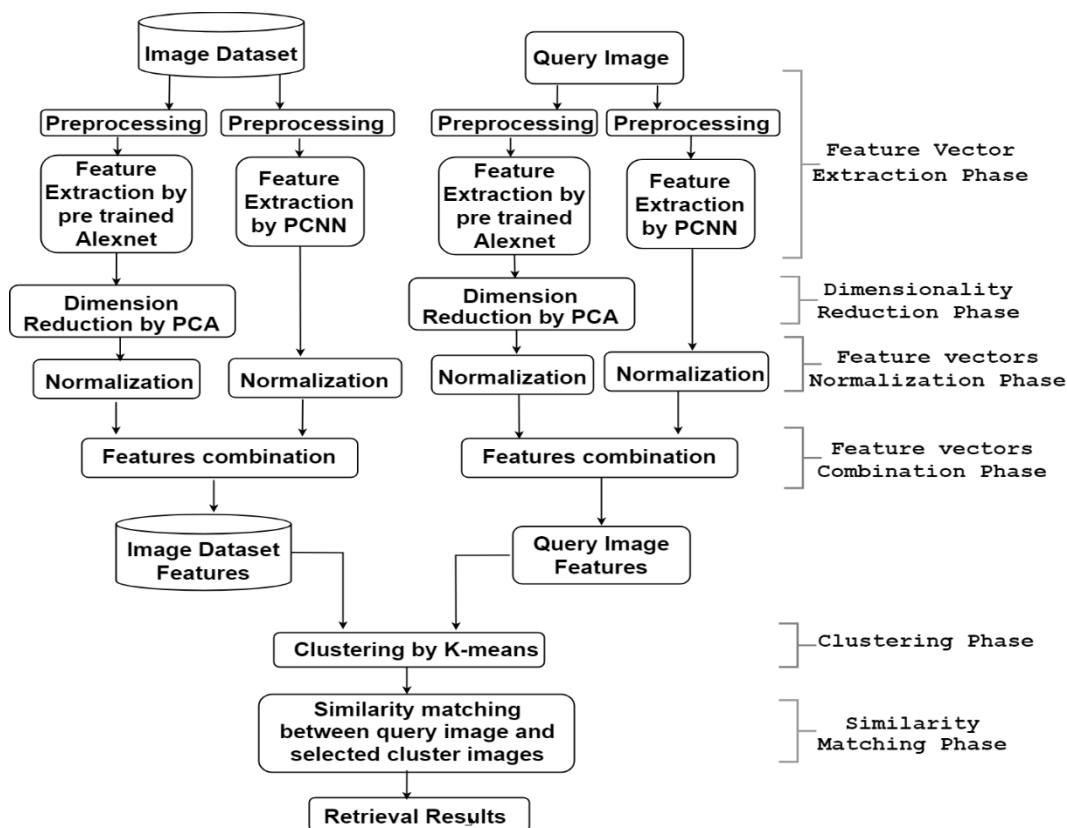 Image Dataset
Query Image
Preprocessing
Preprocessing
Preprocessing
Preprocessing
Feature Vector
Extraction Phase
Feature
Extraction by
pre trained
Alexnet
Feature
Extraction
by PCNN
Feature
Extraction by
pre trained
Alexnet
Feature
Extraction
by PCNN
Dimension
Reduction by PCA
Dimension
Reduction by PCA
Dimensionality
Reduction Phase
Normalization
Normalization
Normalization
Normalization
Feature vectors
Normalization Phase
Features combination
Features combination
Feature vectors
Combination Phase
Image Dataset
Features
Query Image
Features
Clustering by K-means
Clustering Phase
Similarity matching
between query image and
selected cluster images
Similarity
Matching Phase
Retrieval Results